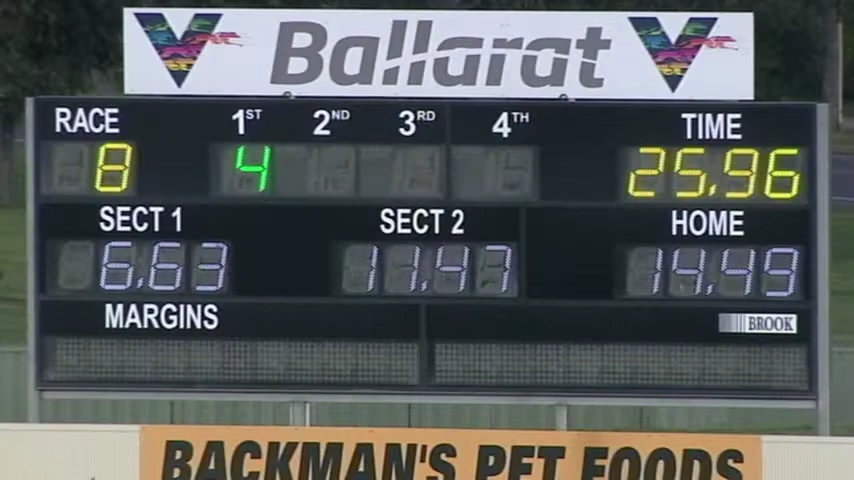 Ballarat
RACE 1ST 2ND 3RD 4TH TIME
8 4 25.96
SECT 1 SECT 2 HOME
6.63 11.47 14.49
MARGINS
BROOK
BACKMAN'S PET FOODS